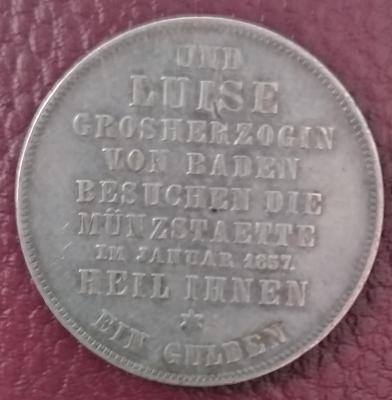 UND
LUISE
GROSHERZOGIN
VON BADEN
BESUCHEN DIE
MÜNZSTAETTE
IM JANUAR 1857.
HEIL IHNEN
EIN GULDEN